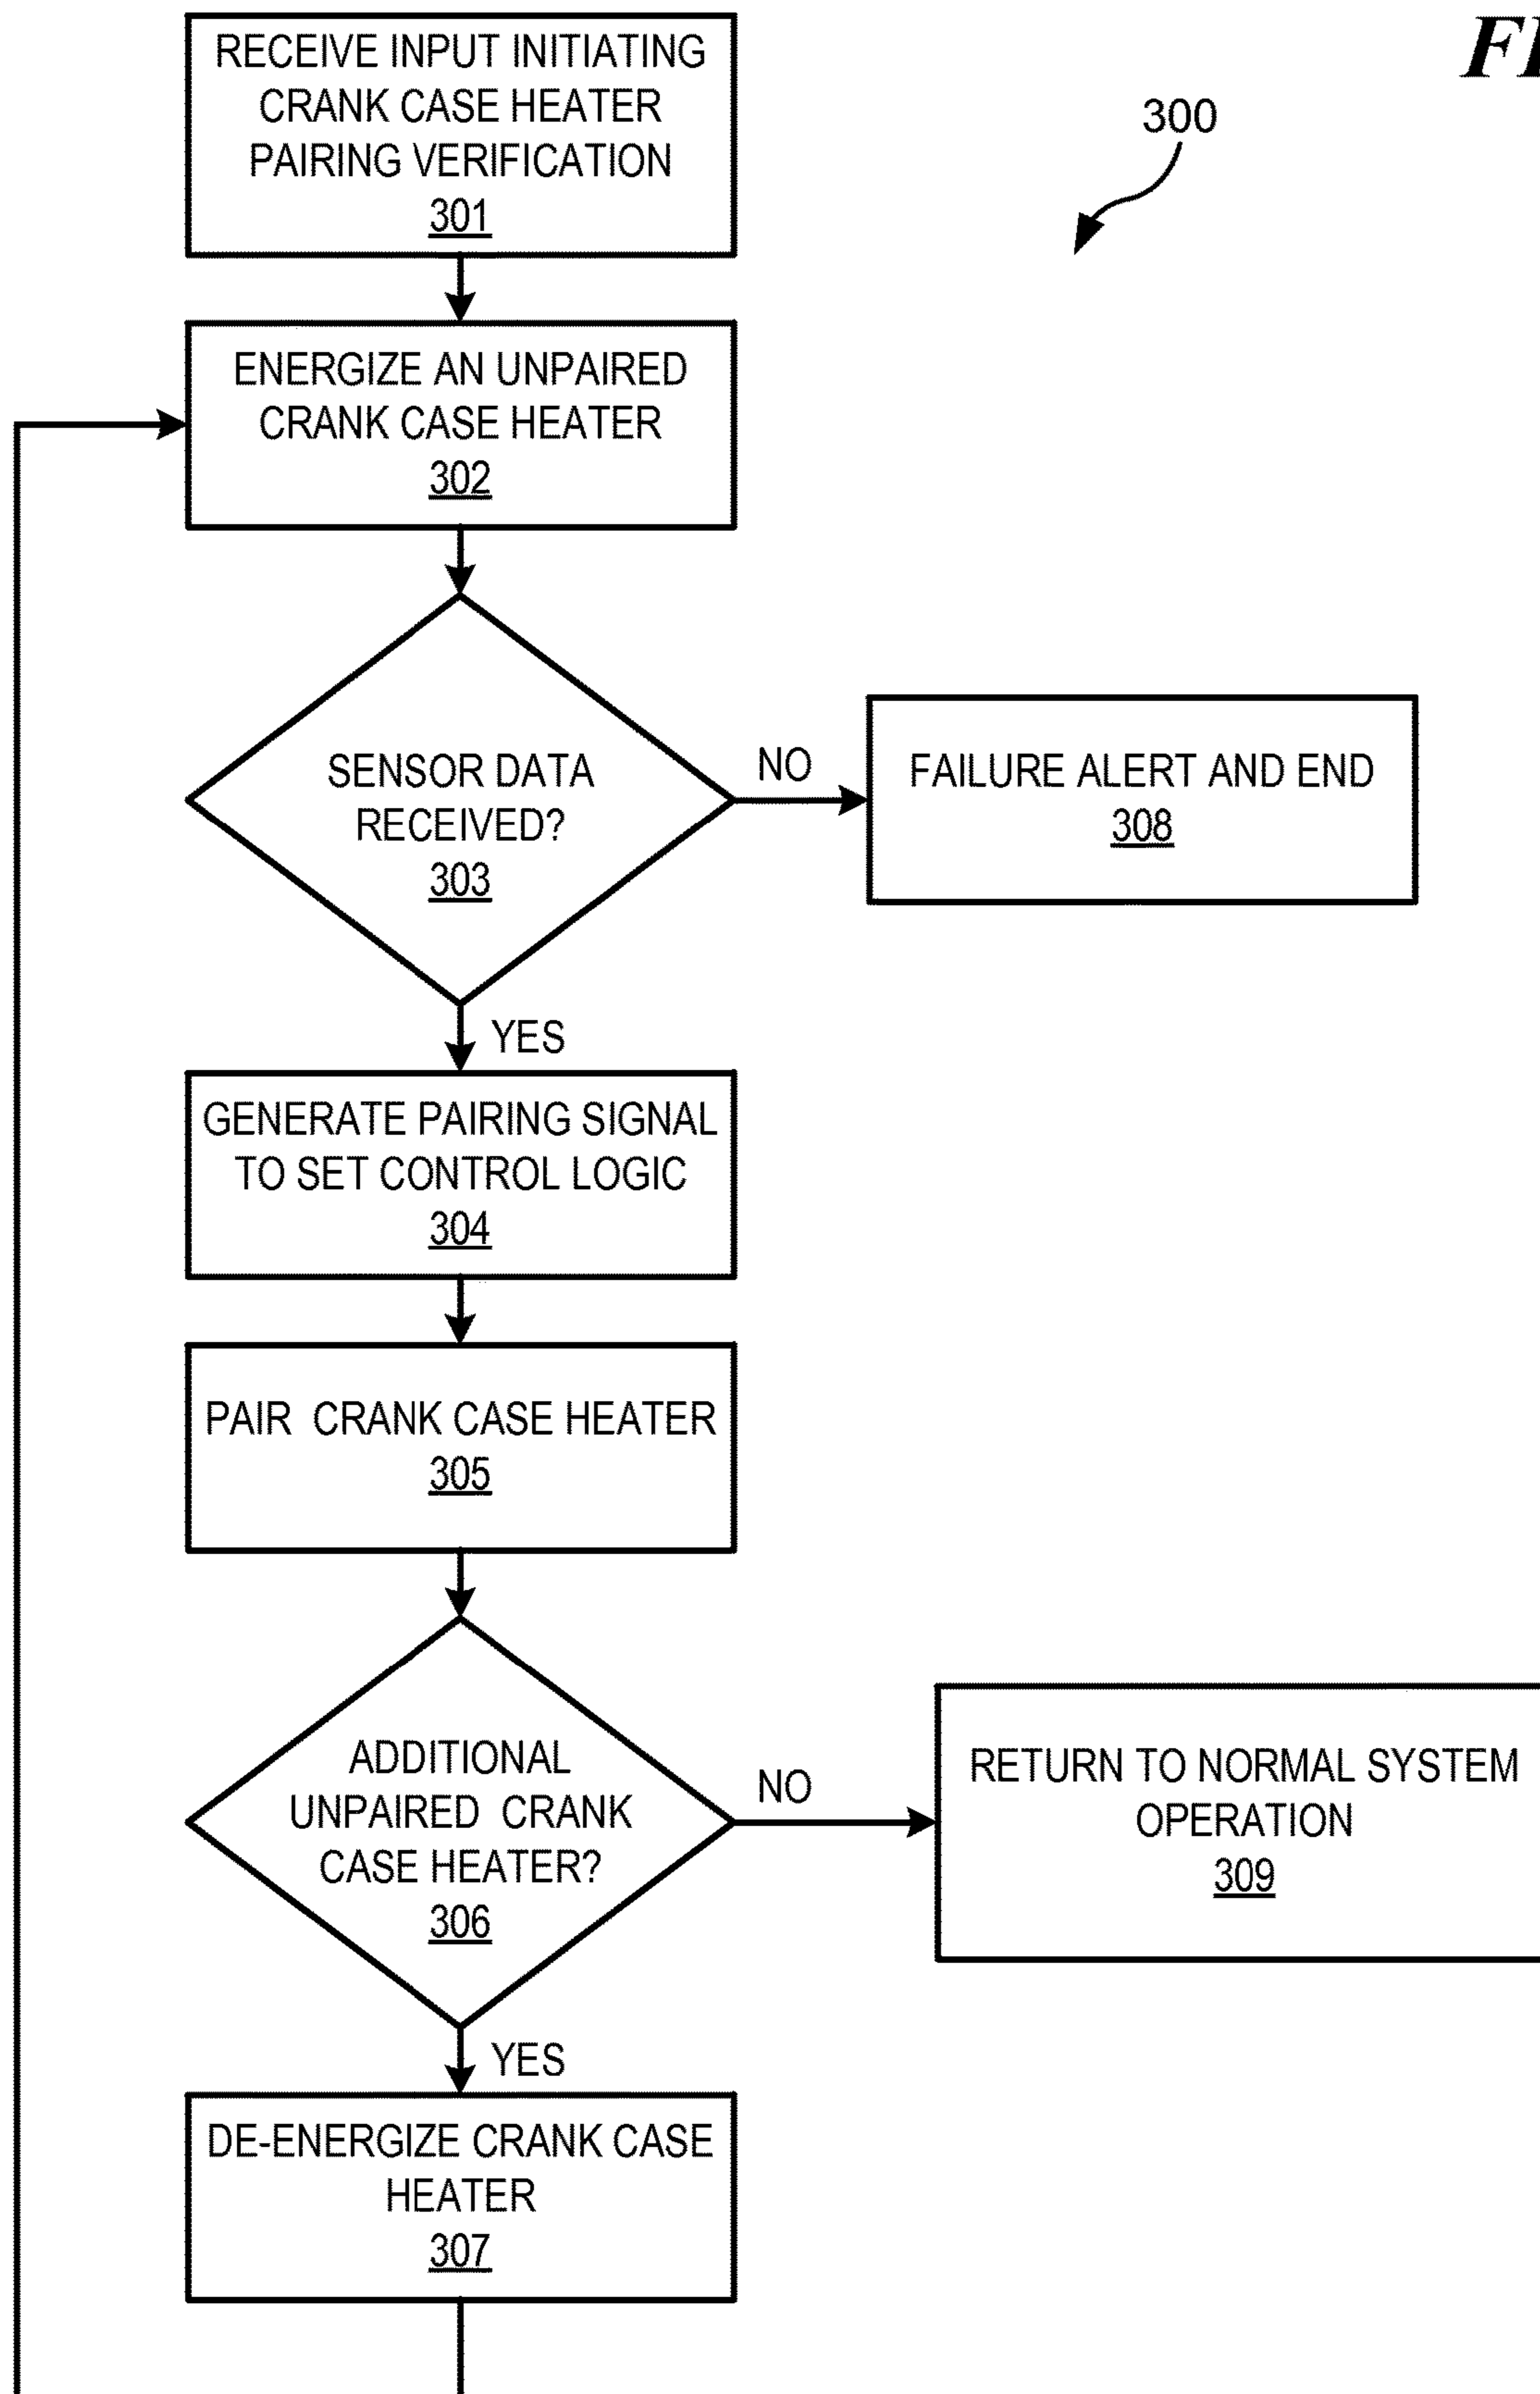 FI
300
RECEIVE INPUT INITIATING
CRANK CASE HEATER
PAIRING VERIFICATION
301
ENERGIZE AN UNPAIRED
CRANK CASE HEATER
302
SENSOR DATA
RECEIVED?
303
NO
FAILURE ALERT AND END
308
YES
GENERATE PAIRING SIGNAL
TO SET CONTROL LOGIC
304
PAIR CRANK CASE HEATER
305
ADDITIONAL
UNPAIRED CRANK
CASE HEATER?
306
NO
RETURN TO NORMAL SYSTEM
OPERATION
309
YES
DE-ENERGIZE CRANK CASE
HEATER
307